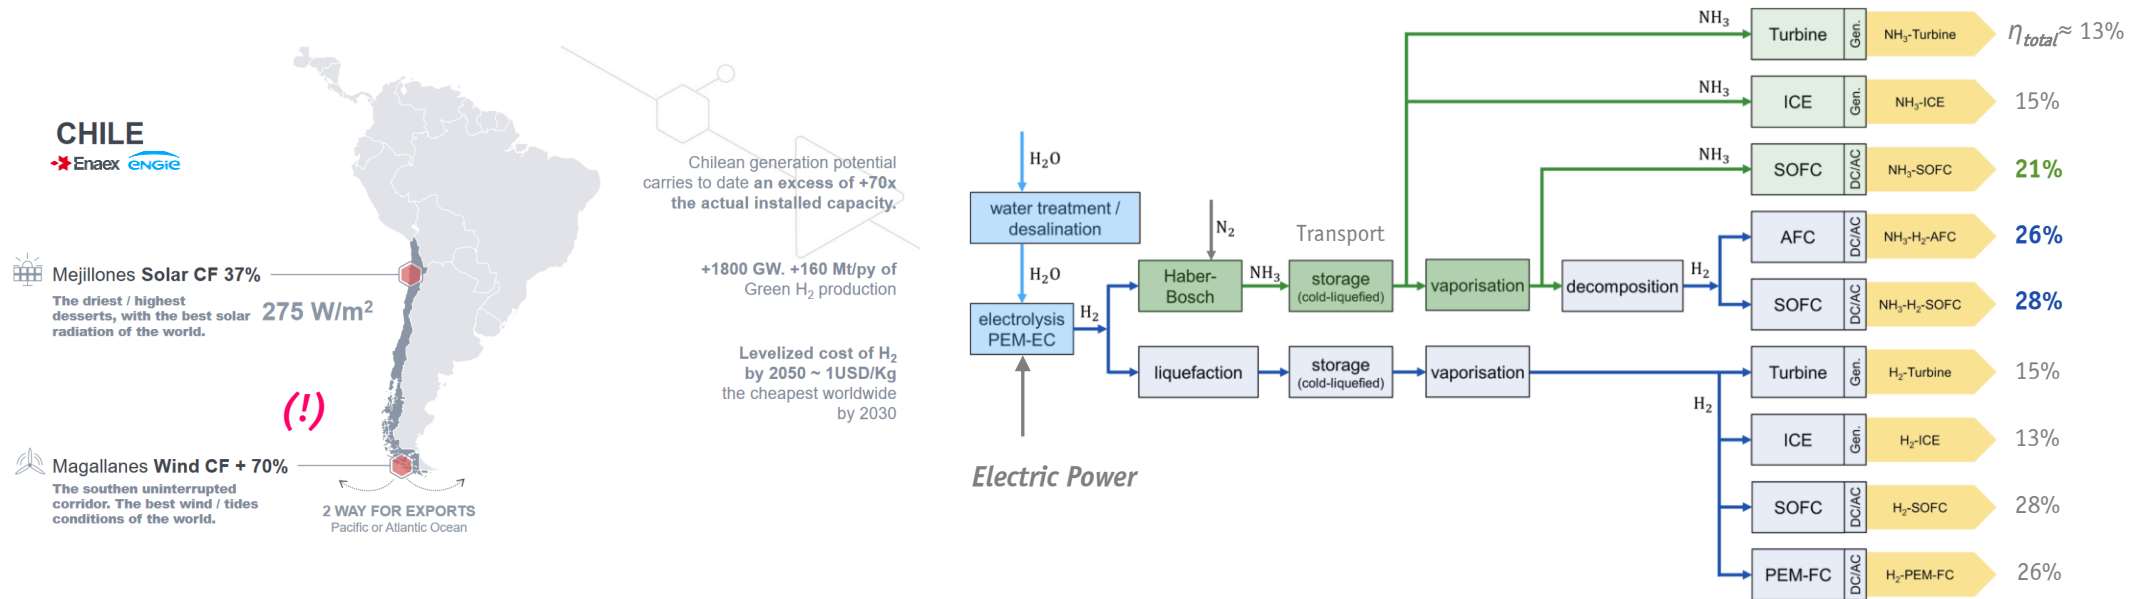 CHILE
Enaex ENGIE
Mejillones Solar CF 37%
The driest / highest
desserts, with the best solar
radiation of the world.
275 W/m²
(!)
Magallanes Wind CF + 70%
The southen uninterrupted
corridor. The best wind / tides
conditions of the world.
2 WAY FOR EXPORTS
Pacific or Atlantic Ocean
Chilean generation potential
carries to date an excess of +70x
the actual installed capacity.
+1800 GW. +160 Mt/py of
Green H₂ production
Levelized cost of H₂
by 2050 ~ 1USD/Kg
the cheapest worldwide
by 2030
H₂O
water treatment /
desalination
H₂O
electrolysis
PEM-EC
Electric Power
H₂
N₂
Haber-
Bosch
NH₃
Transport
storage
(cold-liquefied)
vaporisation
decomposition
H₂
liquefaction
storage
(cold-liquefied)
vaporisation
H₂
NH₃
Turbine
Gen.
NH₃-Turbine
η_total ≈ 13%
NH₃
ICE
Gen.
NH₃-ICE
15%
NH₃
SOFC
DC/AC
NH₃-SOFC
21%
AFC
DC/AC
NH₃-H₂-AFC
26%
SOFC
DC/AC
NH₃-H₂-SOFC
28%
Turbine
Gen.
H₂-Turbine
15%
ICE
Gen.
H₂-ICE
13%
SOFC
DC/AC
H₂-SOFC
28%
PEM-FC
DC/AC
H₂-PEM-FC
26%